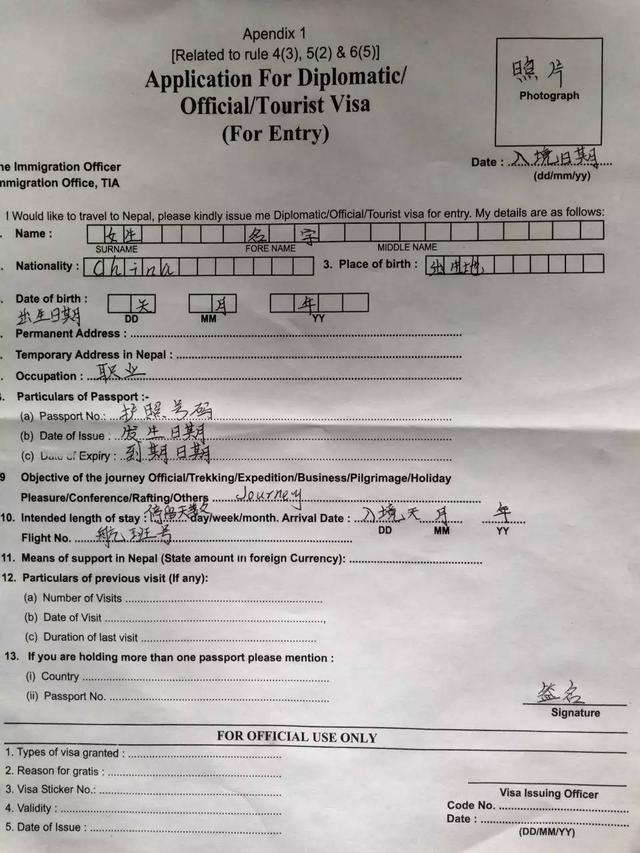 Apendix 1
[Related to rule 4(3), 5(2) & 6(5)]
Application For Diplomatic/
Official/Tourist Visa
(For Entry)
照片
Photograph
Date : 入境日期
(dd/mm/yy)
he Immigration Officer
mmigration Office, TIA
I Would like to travel to Nepal, please kindly issue me Diplomatic/Official/Tourist visa for entry. My details are as follows:
. Name : 女生 名字
SURNAME FORE NAME MIDDLE NAME
. Nationality : China 3. Place of birth : 出生地
. Date of birth : 天 月 年
出生日期 DD MM YY
. Permanent Address :
. Temporary Address in Nepal :
. Occupation : 职业
. Particulars of Passport :-
(a) Passport No.: 护照号码
(b) Date of Issue : 发生日期
(c) Date of Expiry : 到期日期
9 Objective of the journey Official/Trekking/Expedition/Business/Pilgrimage/Holiday
Pleasure/Conference/Rafting/Others Journey
10. Intended length of stay : 停留天数 day/week/month. Arrival Date : 入境天 月 年
Flight No. 航班号 DD MM YY
11. Means of support in Nepal (State amount in foreign Currency):
12. Particulars of previous visit (If any):
(a) Number of Visits
(b) Date of Visit
(c) Duration of last visit
13. If you are holding more than one passport please mention :
(i) Country
(ii) Passport No.
签名
Signature
FOR OFFICIAL USE ONLY
1. Types of visa granted :
2. Reason for gratis :
3. Visa Sticker No.:
4. Validity :
5. Date of Issue :
Visa Issuing Officer
Code No.
Date :
(DD/MM/YY)